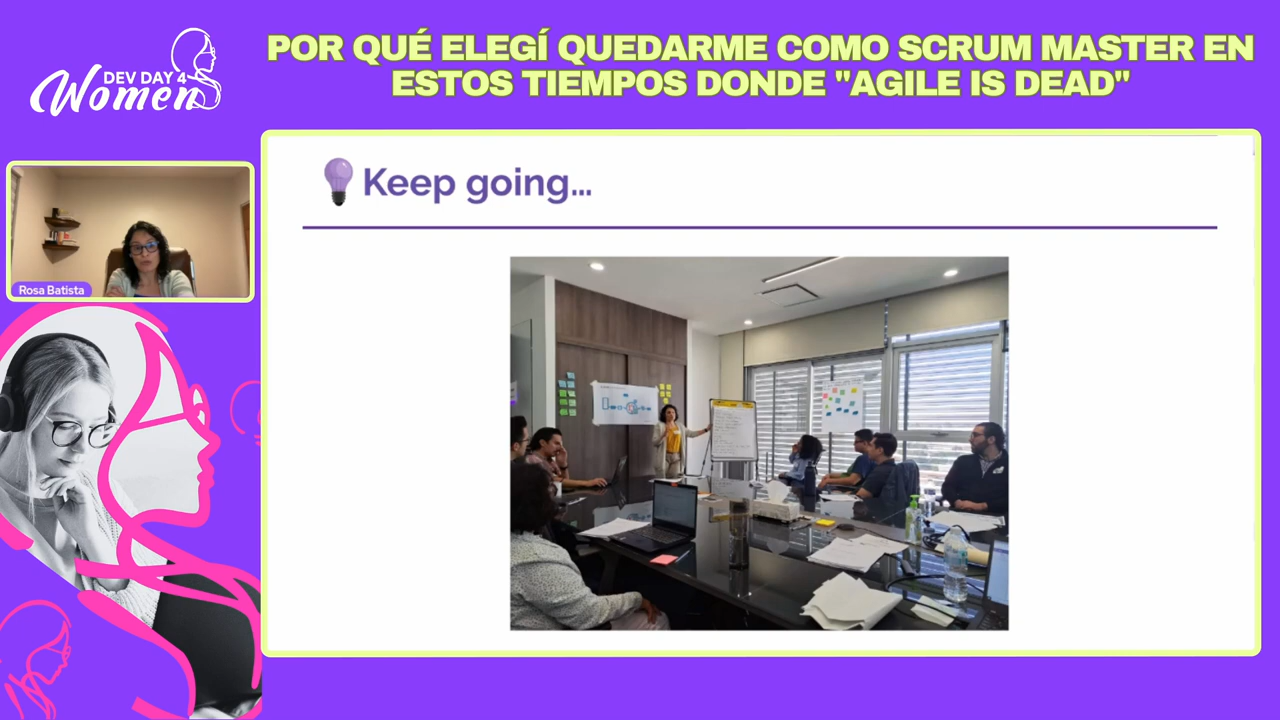 DEV DAY 4
Women
POR QUÉ ELEGÍ QUEDARME COMO SCRUM MASTER EN
ESTOS TIEMPOS DONDE "AGILE IS DEAD"
Keep going...
Rosa Batista